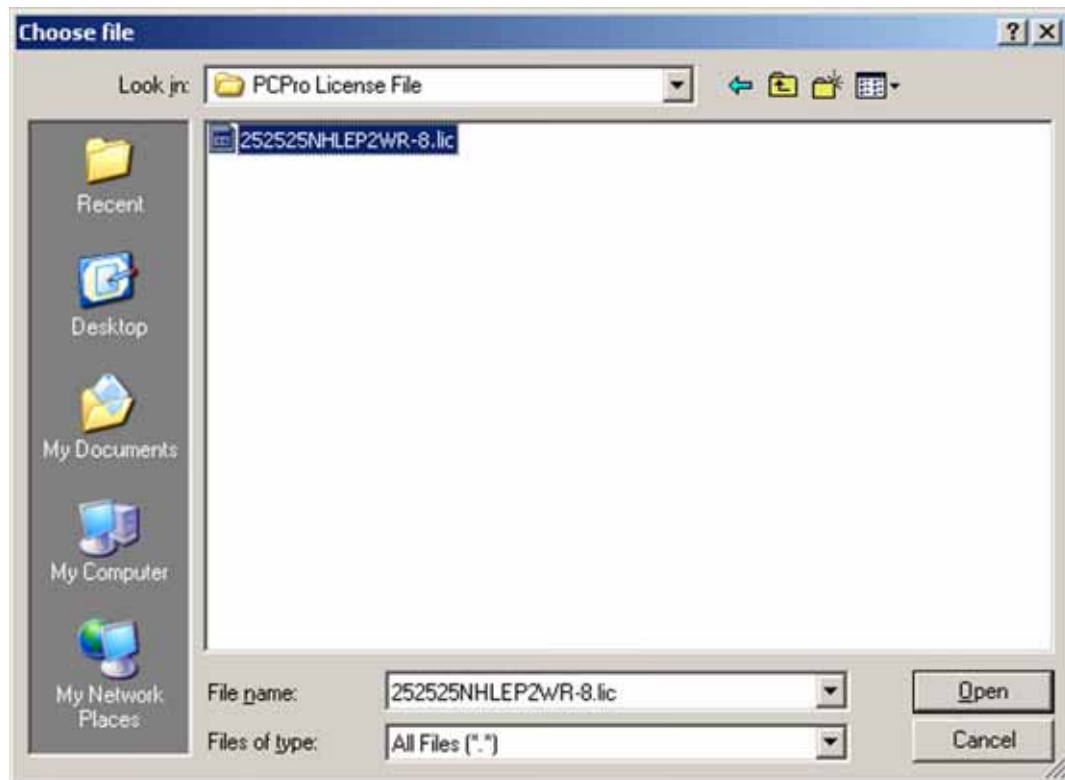 Choose file
Look in:
PCPro License File
252525NHLEP2WR-8.lic
Recent
Desktop
My Documents
My Computer
My Network
Places
File name:
252525NHLEP2WR-8.lic
Open
Files of type:
All Files (*.*)
Cancel